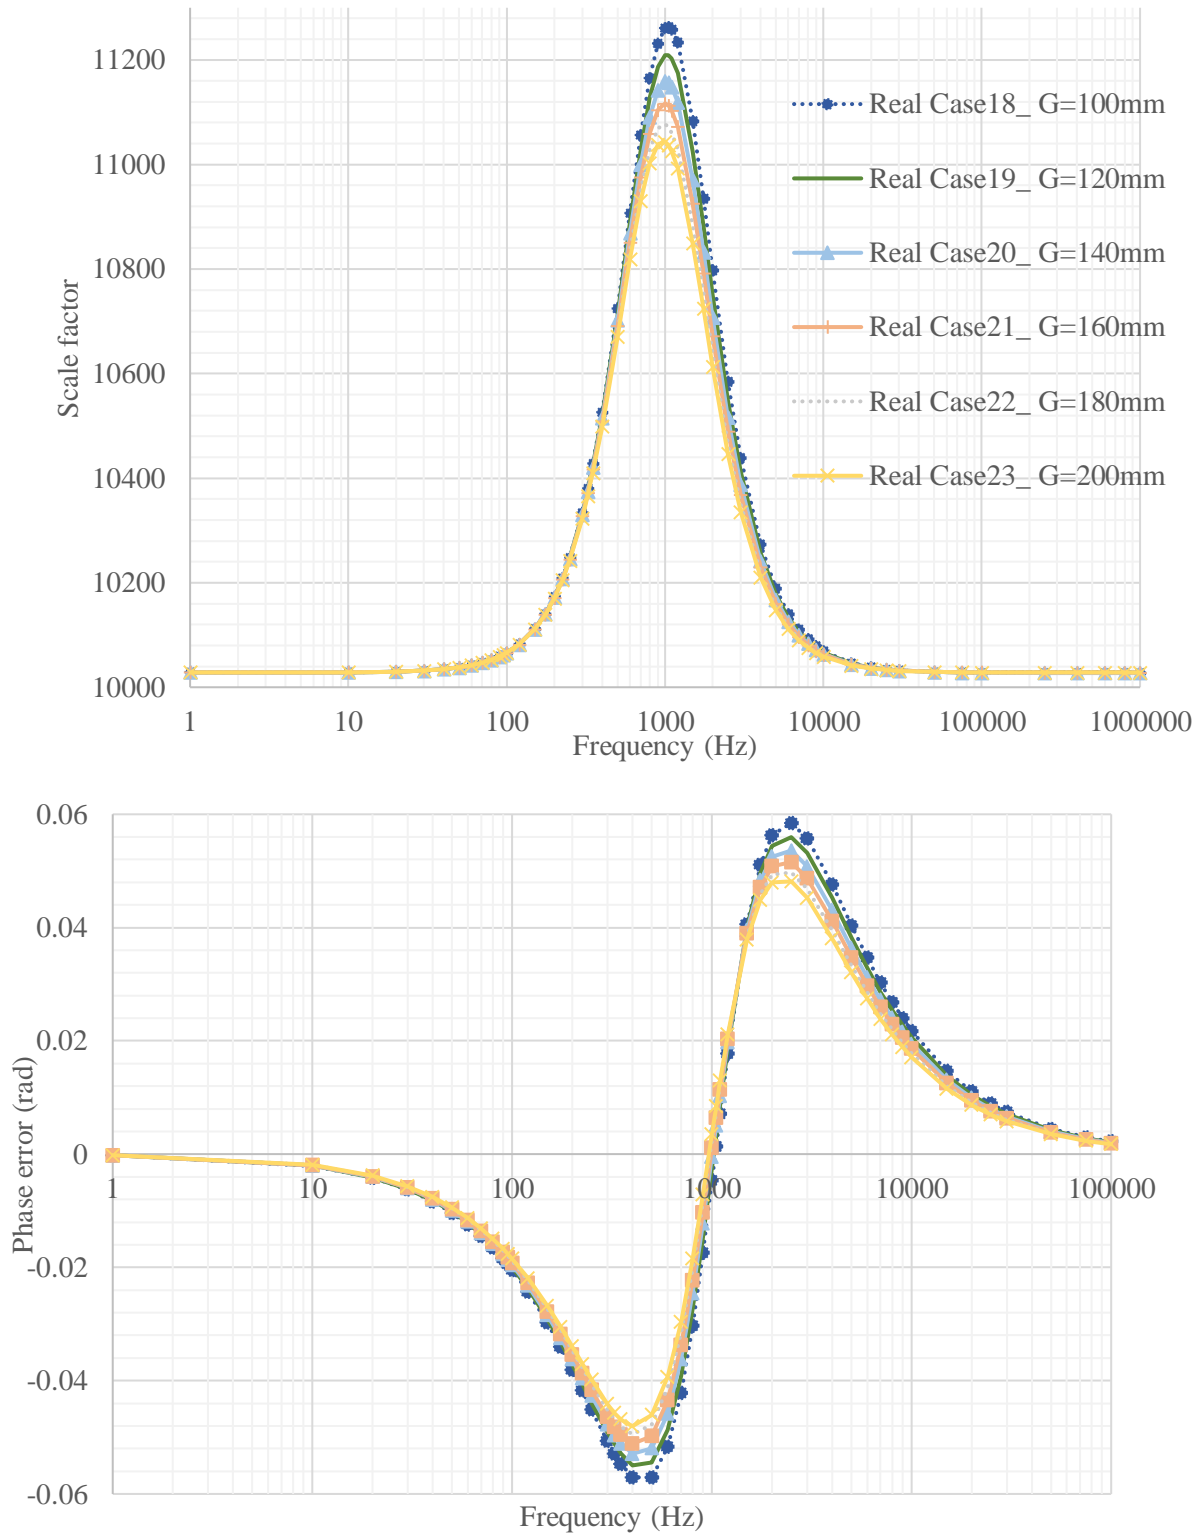 11200
11000
10800
10600
10400
10200
10000
Scale factor
Real Case18_ G=100mm
Real Case19_ G=120mm
Real Case20_ G=140mm
Real Case21_ G=160mm
Real Case22_ G=180mm
Real Case23_ G=200mm
1 10 100 1000 10000 100000 1000000
Frequency (Hz)
0.06
0.04
0.02
0
-0.02
-0.04
-0.06
Phase error (rad)
1 10 100 1000 10000 100000
Frequency (Hz)